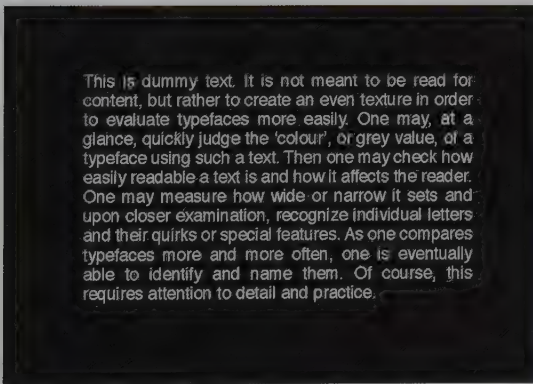 This is dummy text. It is not meant to be read for
content, but rather to create an even texture in order
to evaluate typefaces more easily. One may, at a
glance, quickly judge the ‘colour’, or grey value, of a
typeface using such a text. Then one may check how
easily readable a text is and how it affects the reader.
One may measure how wide or narrow it sets and
upon closer examination, recognize individual letters
and their quirks or special features. As one compares
typefaces more and more often, one is eventually
able to identify and name them. Of course, this
requires attention to detail and practice.